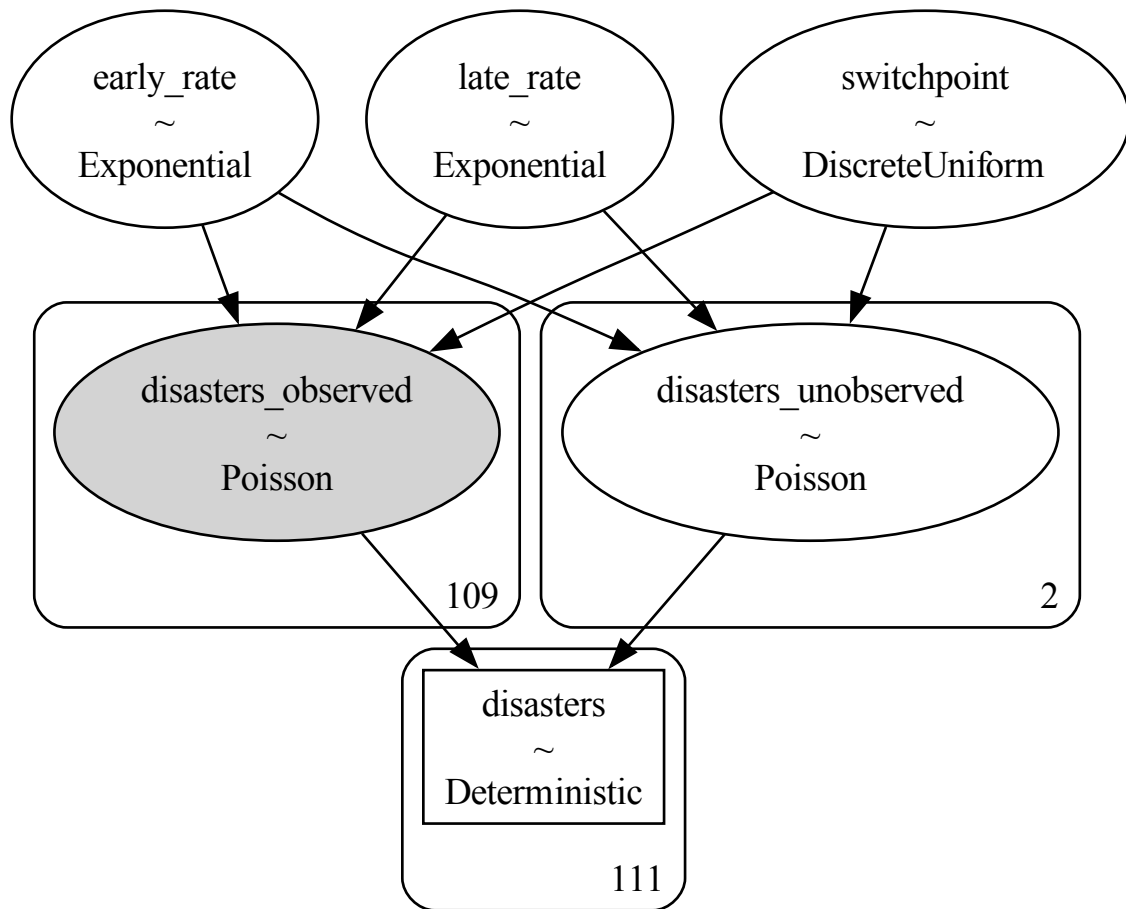 early_rate
~
Exponential
late_rate
~
Exponential
switchpoint
~
DiscreteUniform
disasters_observed
~
Poisson
109
disasters_unobserved
~
Poisson
2
disasters
~
Deterministic
111